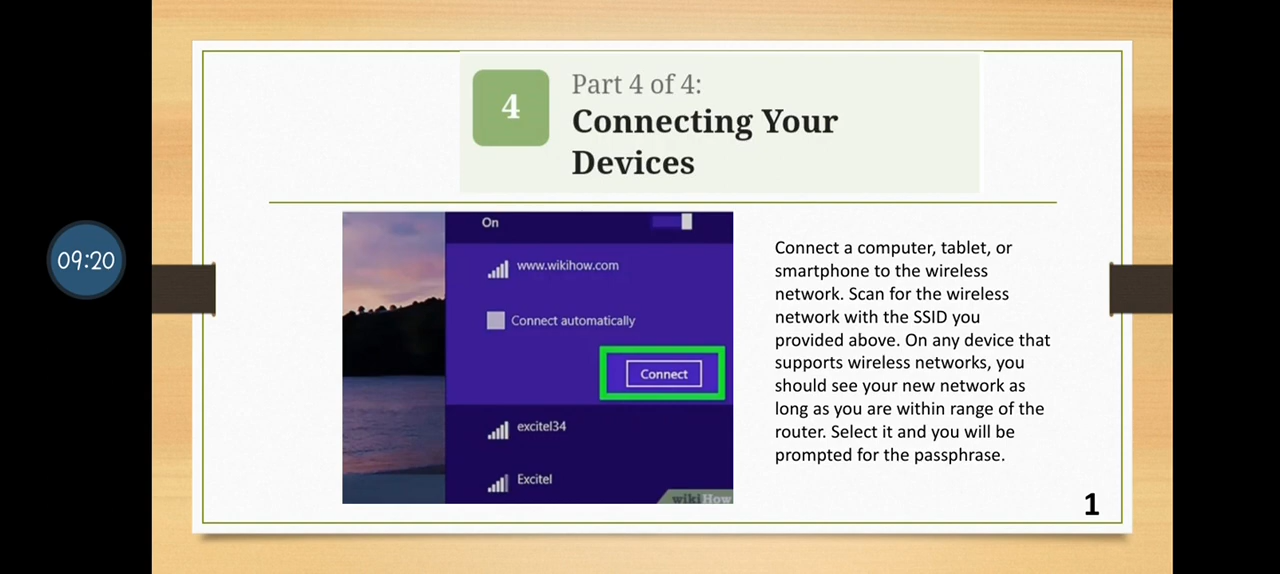 Part 4 of 4:
4
Connecting Your
Devices
09:20
On
www.wikihow.com
Connect automatically
Connect
excitel34
Excitel
wikiHow
Connect a computer, tablet, or
smartphone to the wireless
network. Scan for the wireless
network with the SSID you
provided above. On any device that
supports wireless networks, you
should see your new network as
long as you are within range of the
router. Select it and you will be
prompted for the passphrase.
1